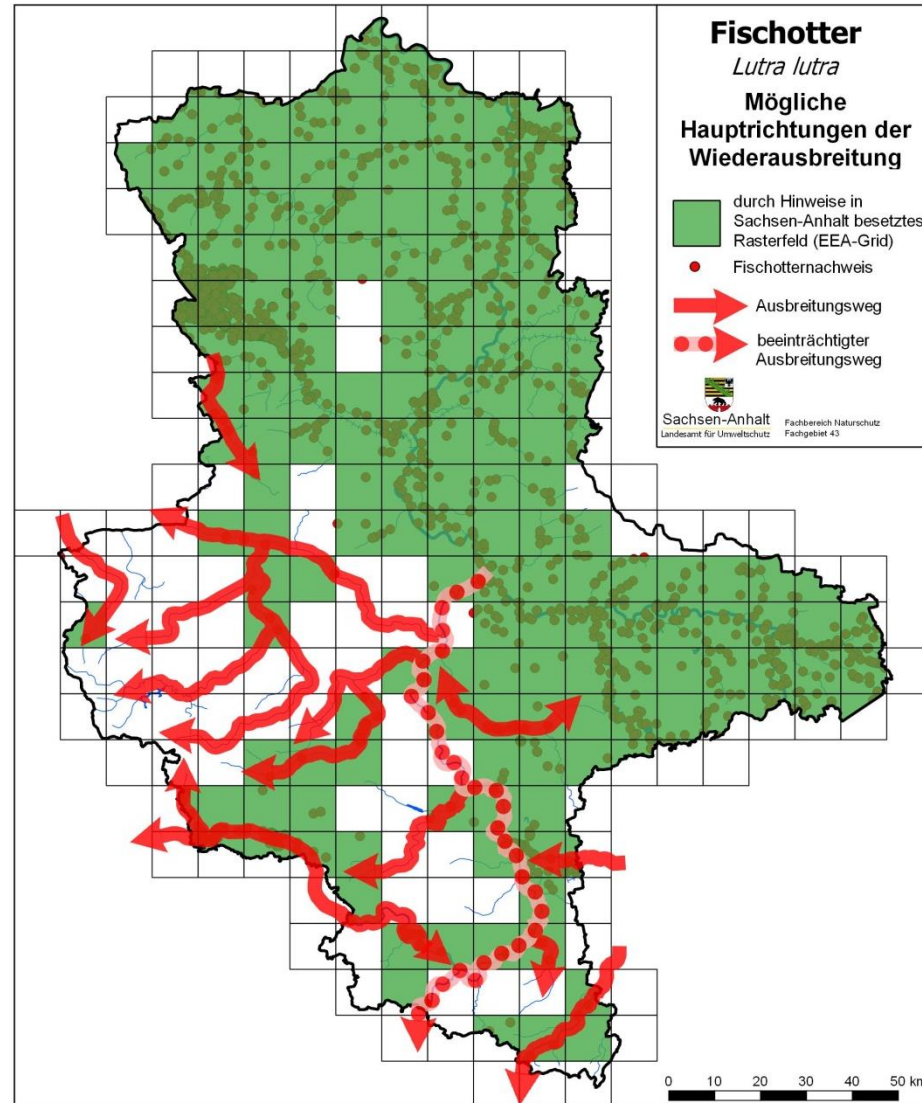 Fischotter
Lutra lutra
Mögliche
Hauptrichtungen der
Wiederausbreitung
durch Hinweise in
Sachsen-Anhalt besetztes
Rasterfeld (EEA-Grid)
Fischotternachweis
Ausbreitungsweg
beeinträchtigter
Ausbreitungsweg
Sachsen-Anhalt
Landesamt für Umweltschutz
Fachbereich Naturschutz
Fachgebiet 43
0 10 20 30 40 50 km